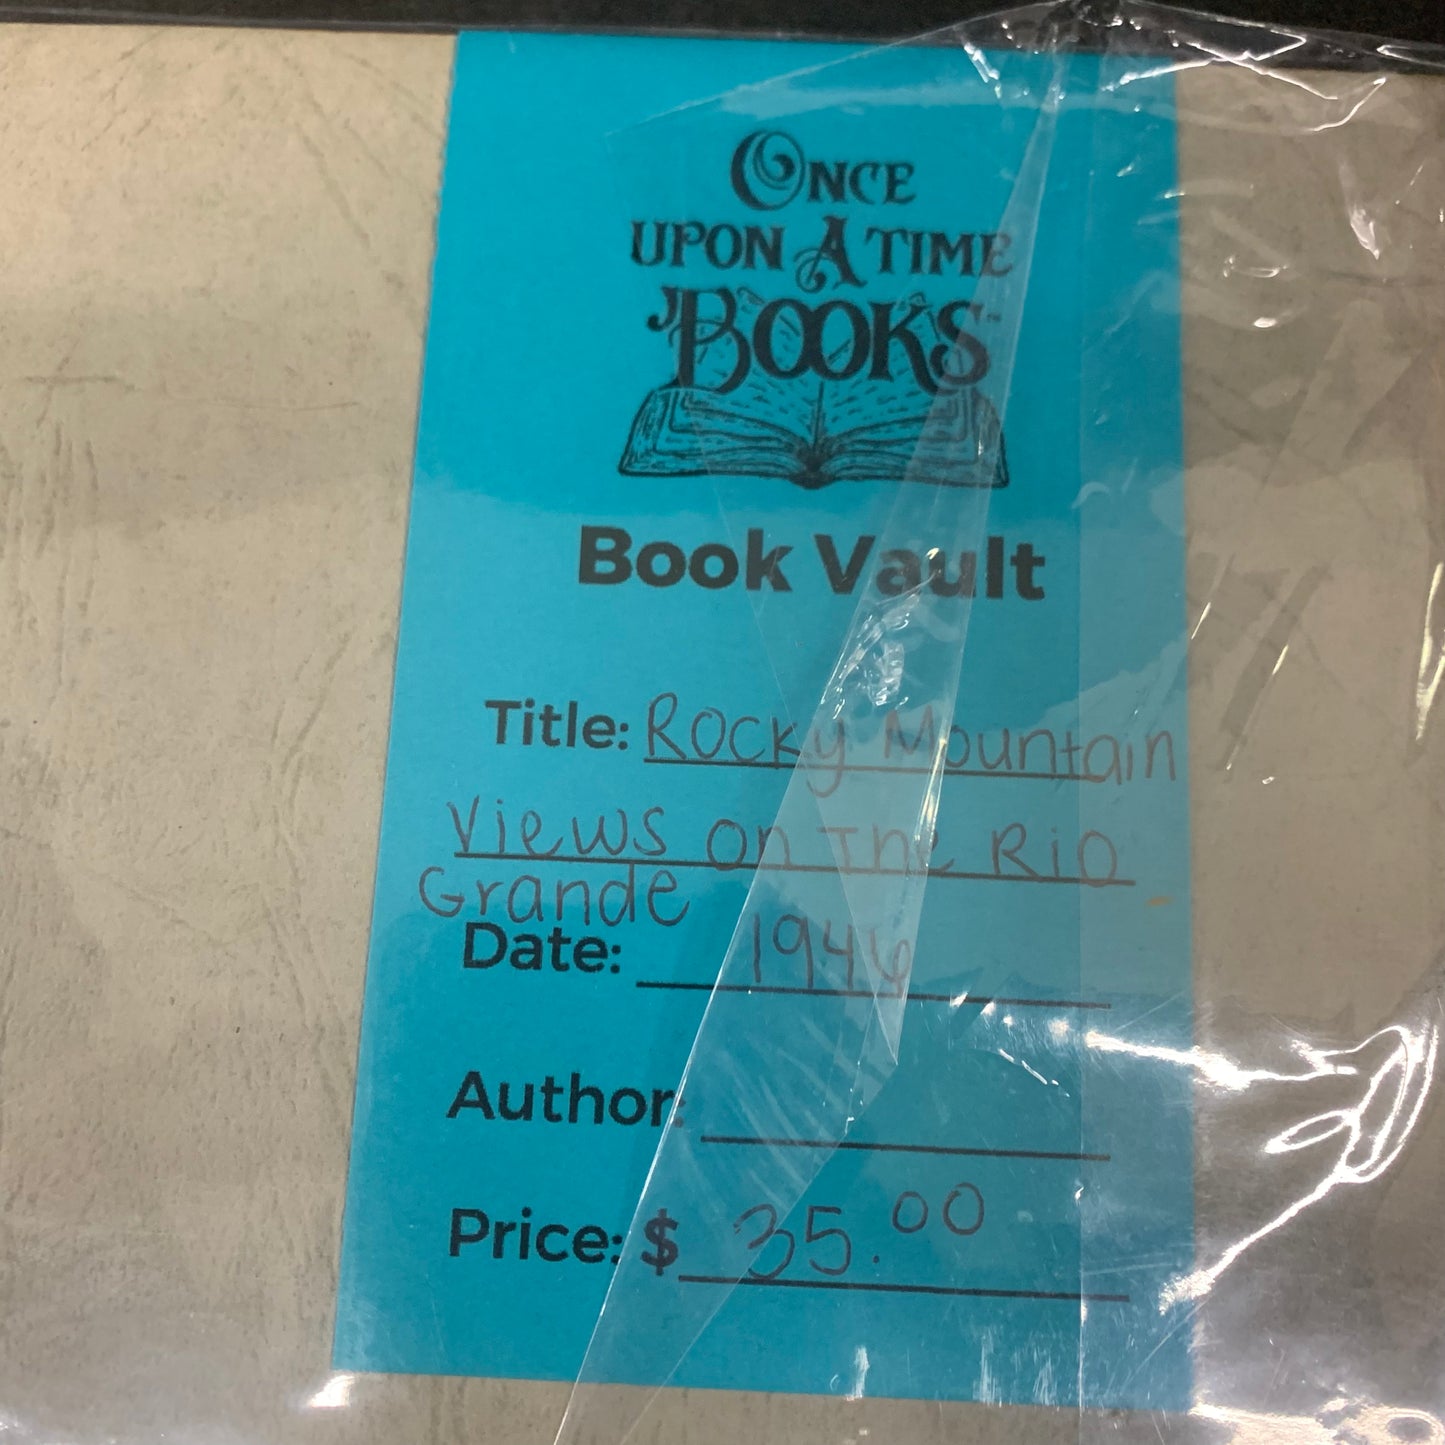 Once
upon A time
Books
Book Vault
Title: Rocky Mountain
Views on The Rio
Grande
Date:
Author:
Price: $ 35.00